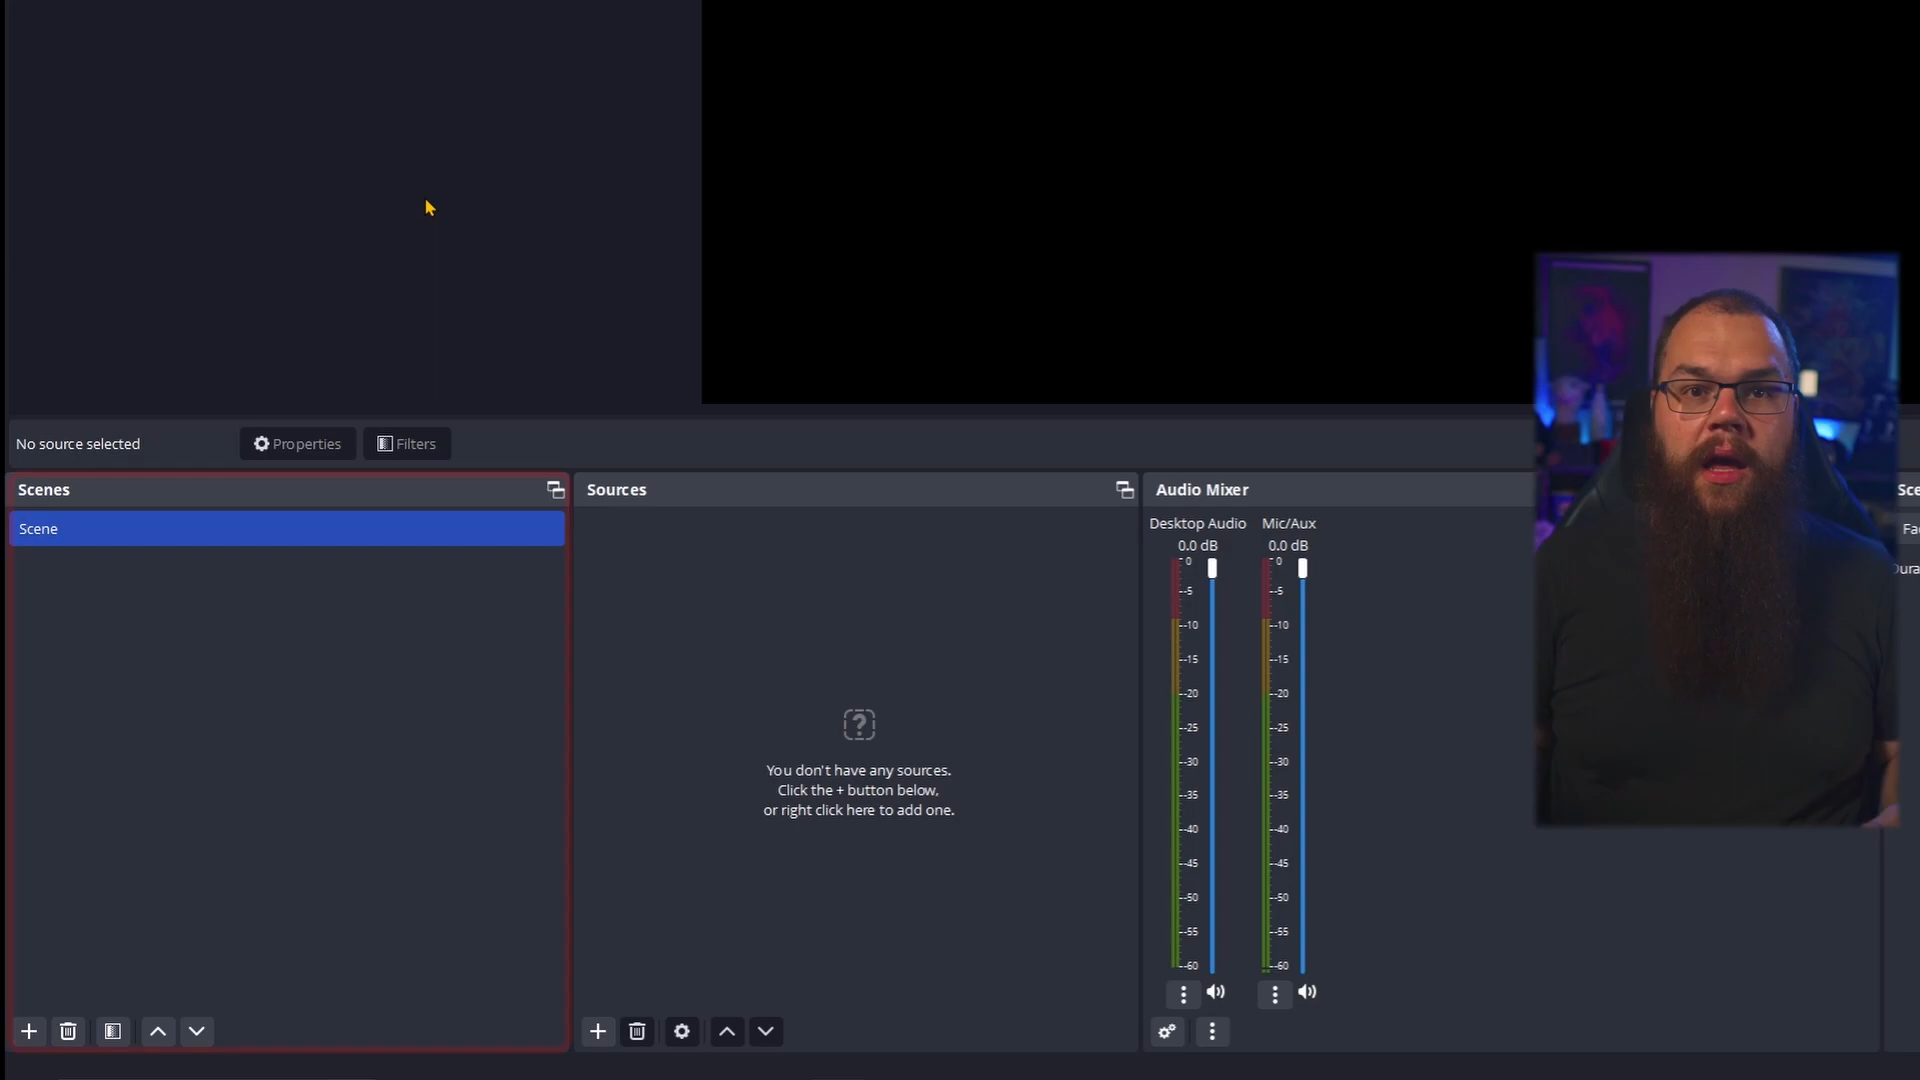 No source selected
Properties
Filters
Scenes
Scene
Sources
You don't have any sources.
Click the + button below,
or right click here to add one.
Audio Mixer
Desktop Audio
0.0 dB
0
-5
-10
-15
-20
-25
-30
-35
-40
-45
-50
-55
-60
Mic/Aux
0.0 dB
0
-5
-10
-15
-20
-25
-30
-35
-40
-45
-50
-55
-60
Sce
Fa
Dura